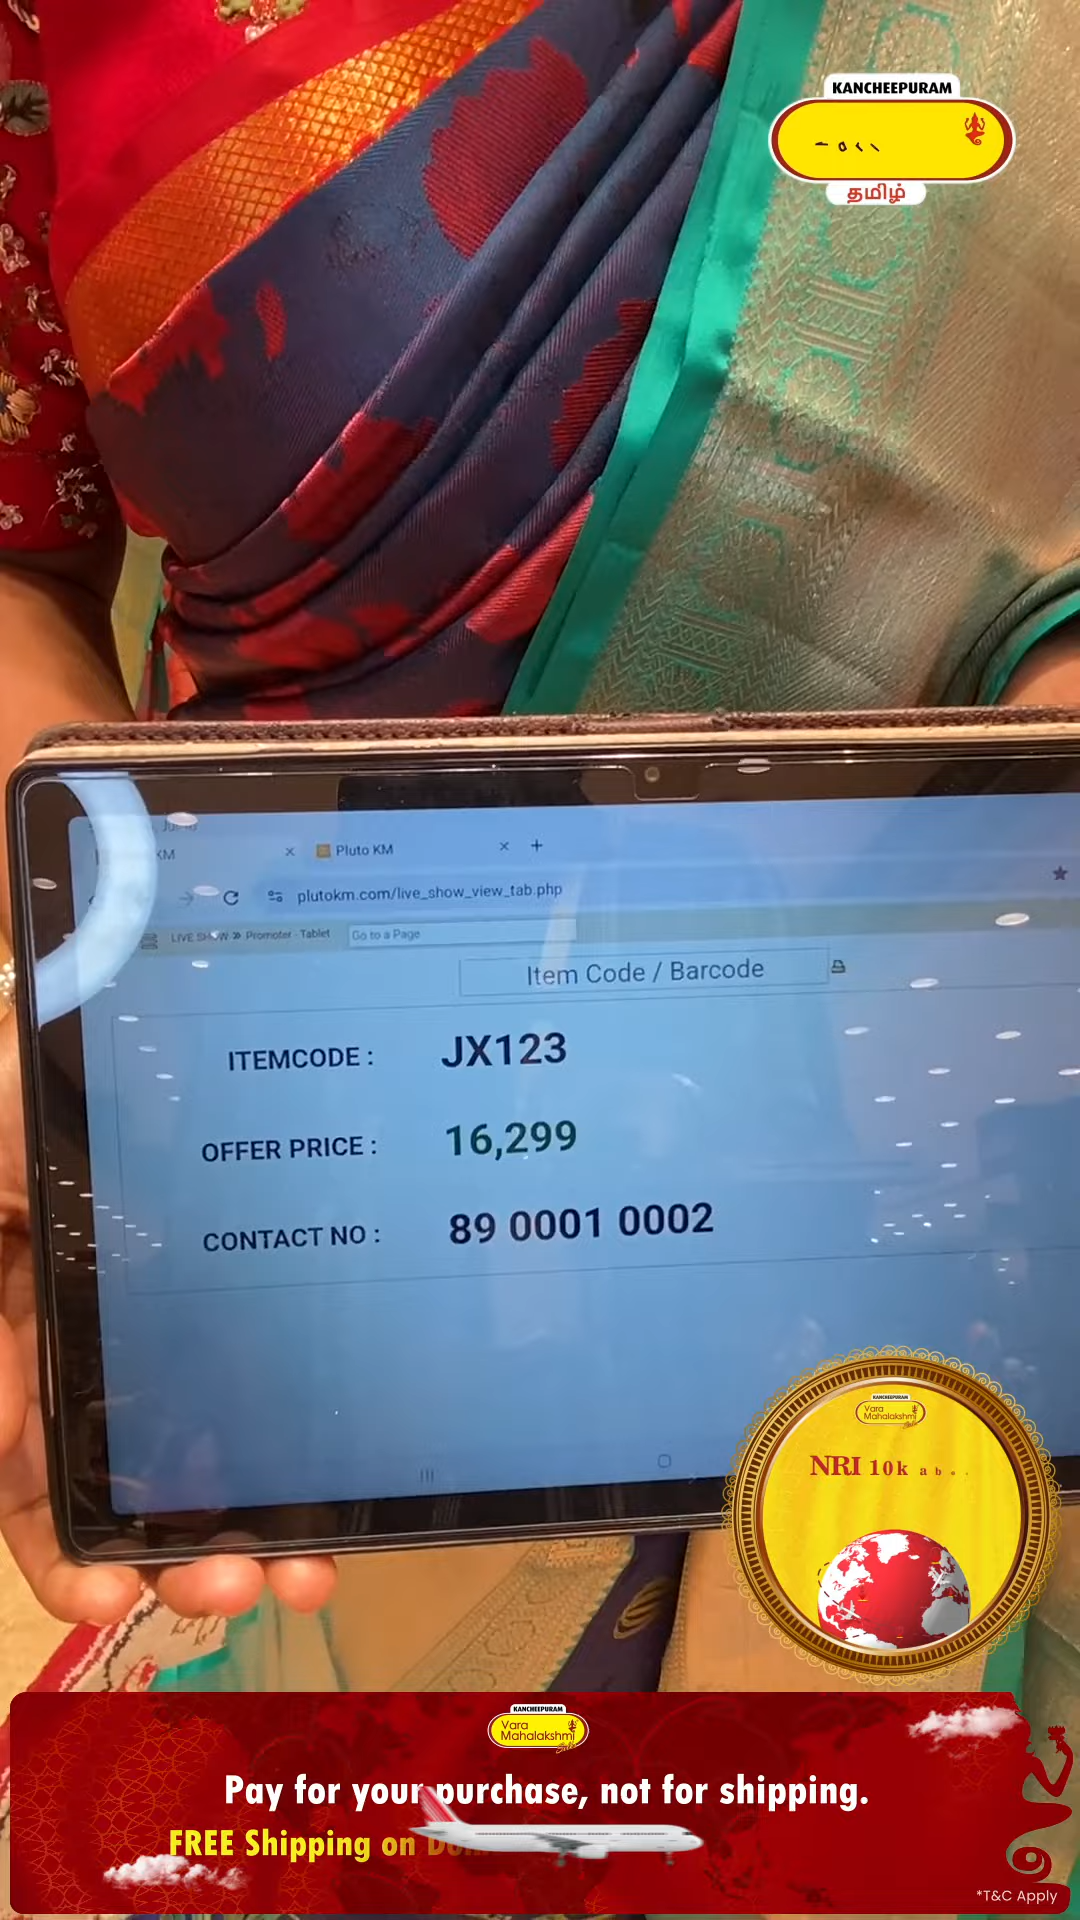 KANCHEEPURAM
தமிழ்
Pluto KM
plutokm.com/live_show_view_tab.php
LIVE SHOW » Promoter - Tablet
Go to a Page
Item Code / Barcode
ITEMCODE : JX123
OFFER PRICE : 16,299
CONTACT NO : 89 0001 0002
KANCHEEPURAM
Vara
Mahalakshmi
NRI 10k
KANCHEEPURAM
Vara
Mahalakshmi
Silks
Pay for your purchase, not for shipping.
FREE Shipping on
*T&C Apply